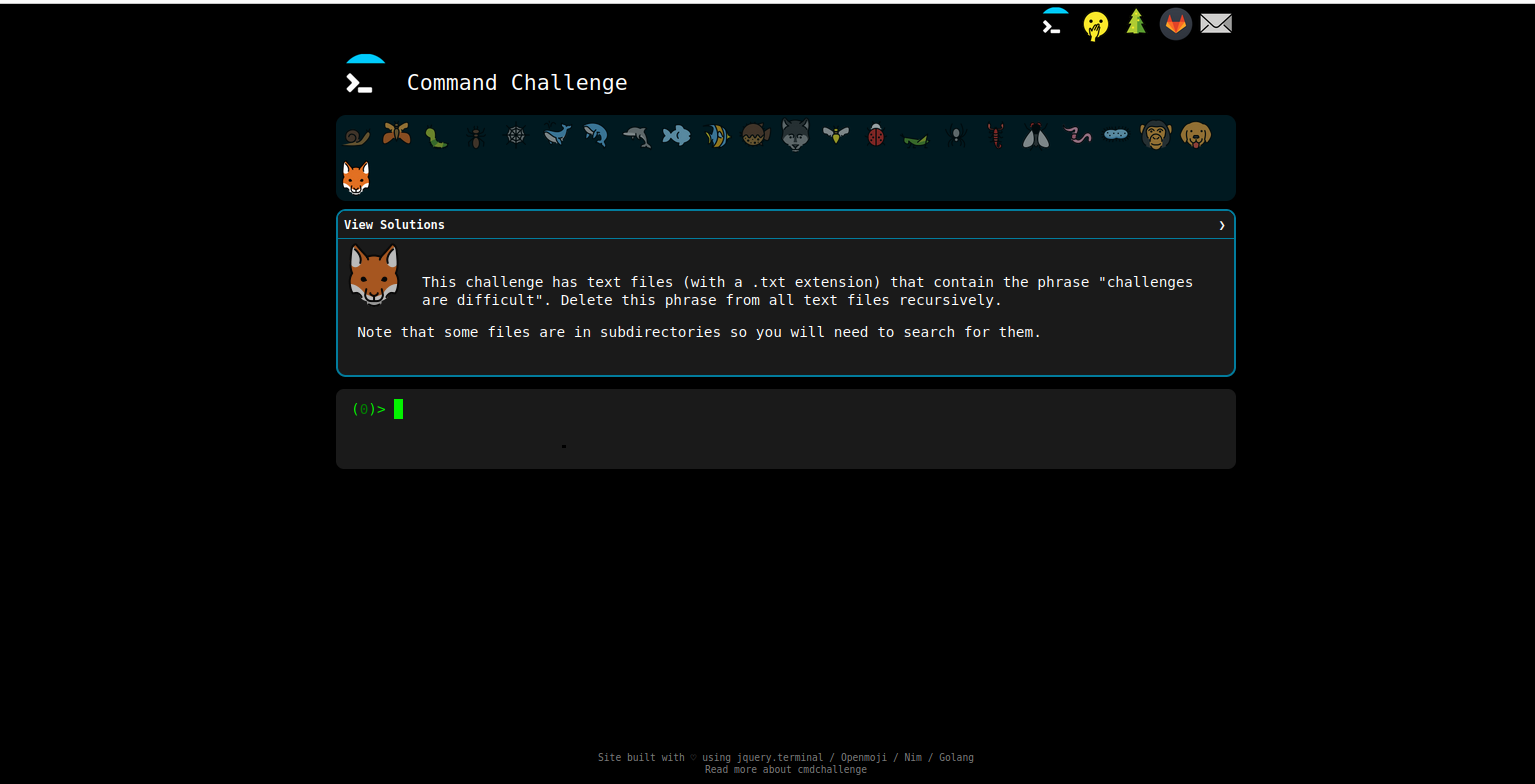 Command Challenge
View Solutions ❯
This challenge has text files (with a .txt extension) that contain the phrase "challenges
are difficult". Delete this phrase from all text files recursively.
Note that some files are in subdirectories so you will need to search for them.
(0)>
Site built with ♡ using jquery.terminal / Openmoji / Nim / Golang
Read more about cmdchallenge